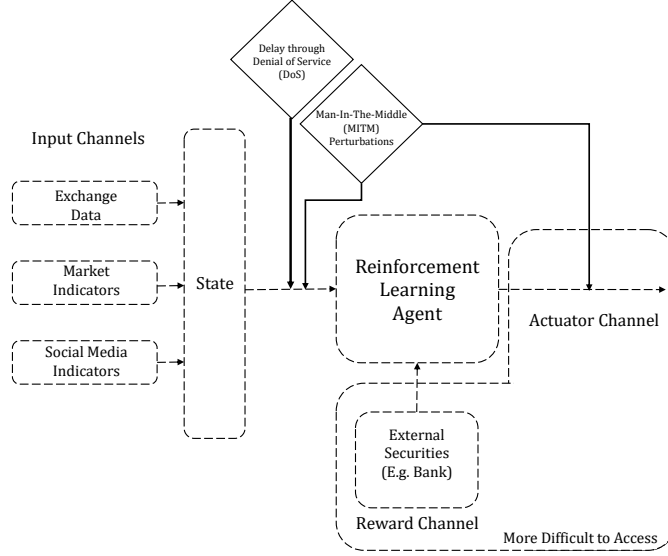 Delay through
Denial of Service
(DoS)
Man-In-The-Middle
(MITM)
Perturbations
Input Channels
Exchange
Data
Market
Indicators
Social Media
Indicators
State
Reinforcement
Learning
Agent
Actuator Channel
External
Securities
(E.g. Bank)
Reward Channel
More Difficult to Access